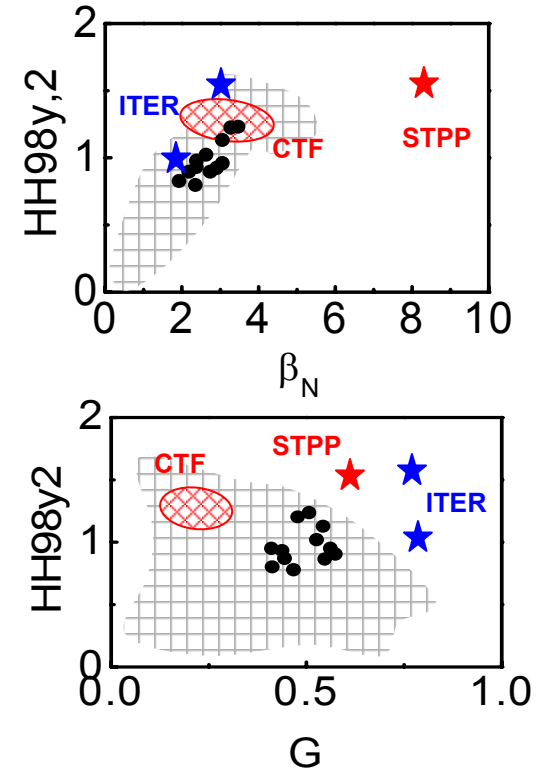 2
ITER
HH98y,2
1
STPP
CTF
0
0 2 4 6 8 10
βN
2
STPP
CTF
ITER
HH98y2
1
0
0.0 0.5 1.0
G